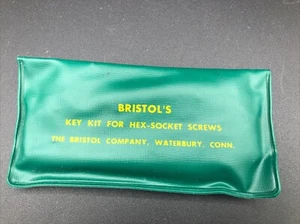 BRISTOL'S
KEY KIT FOR HEX-SOCKET SCREWS
THE BRISTOL COMPANY, WATERBURY, CONN.